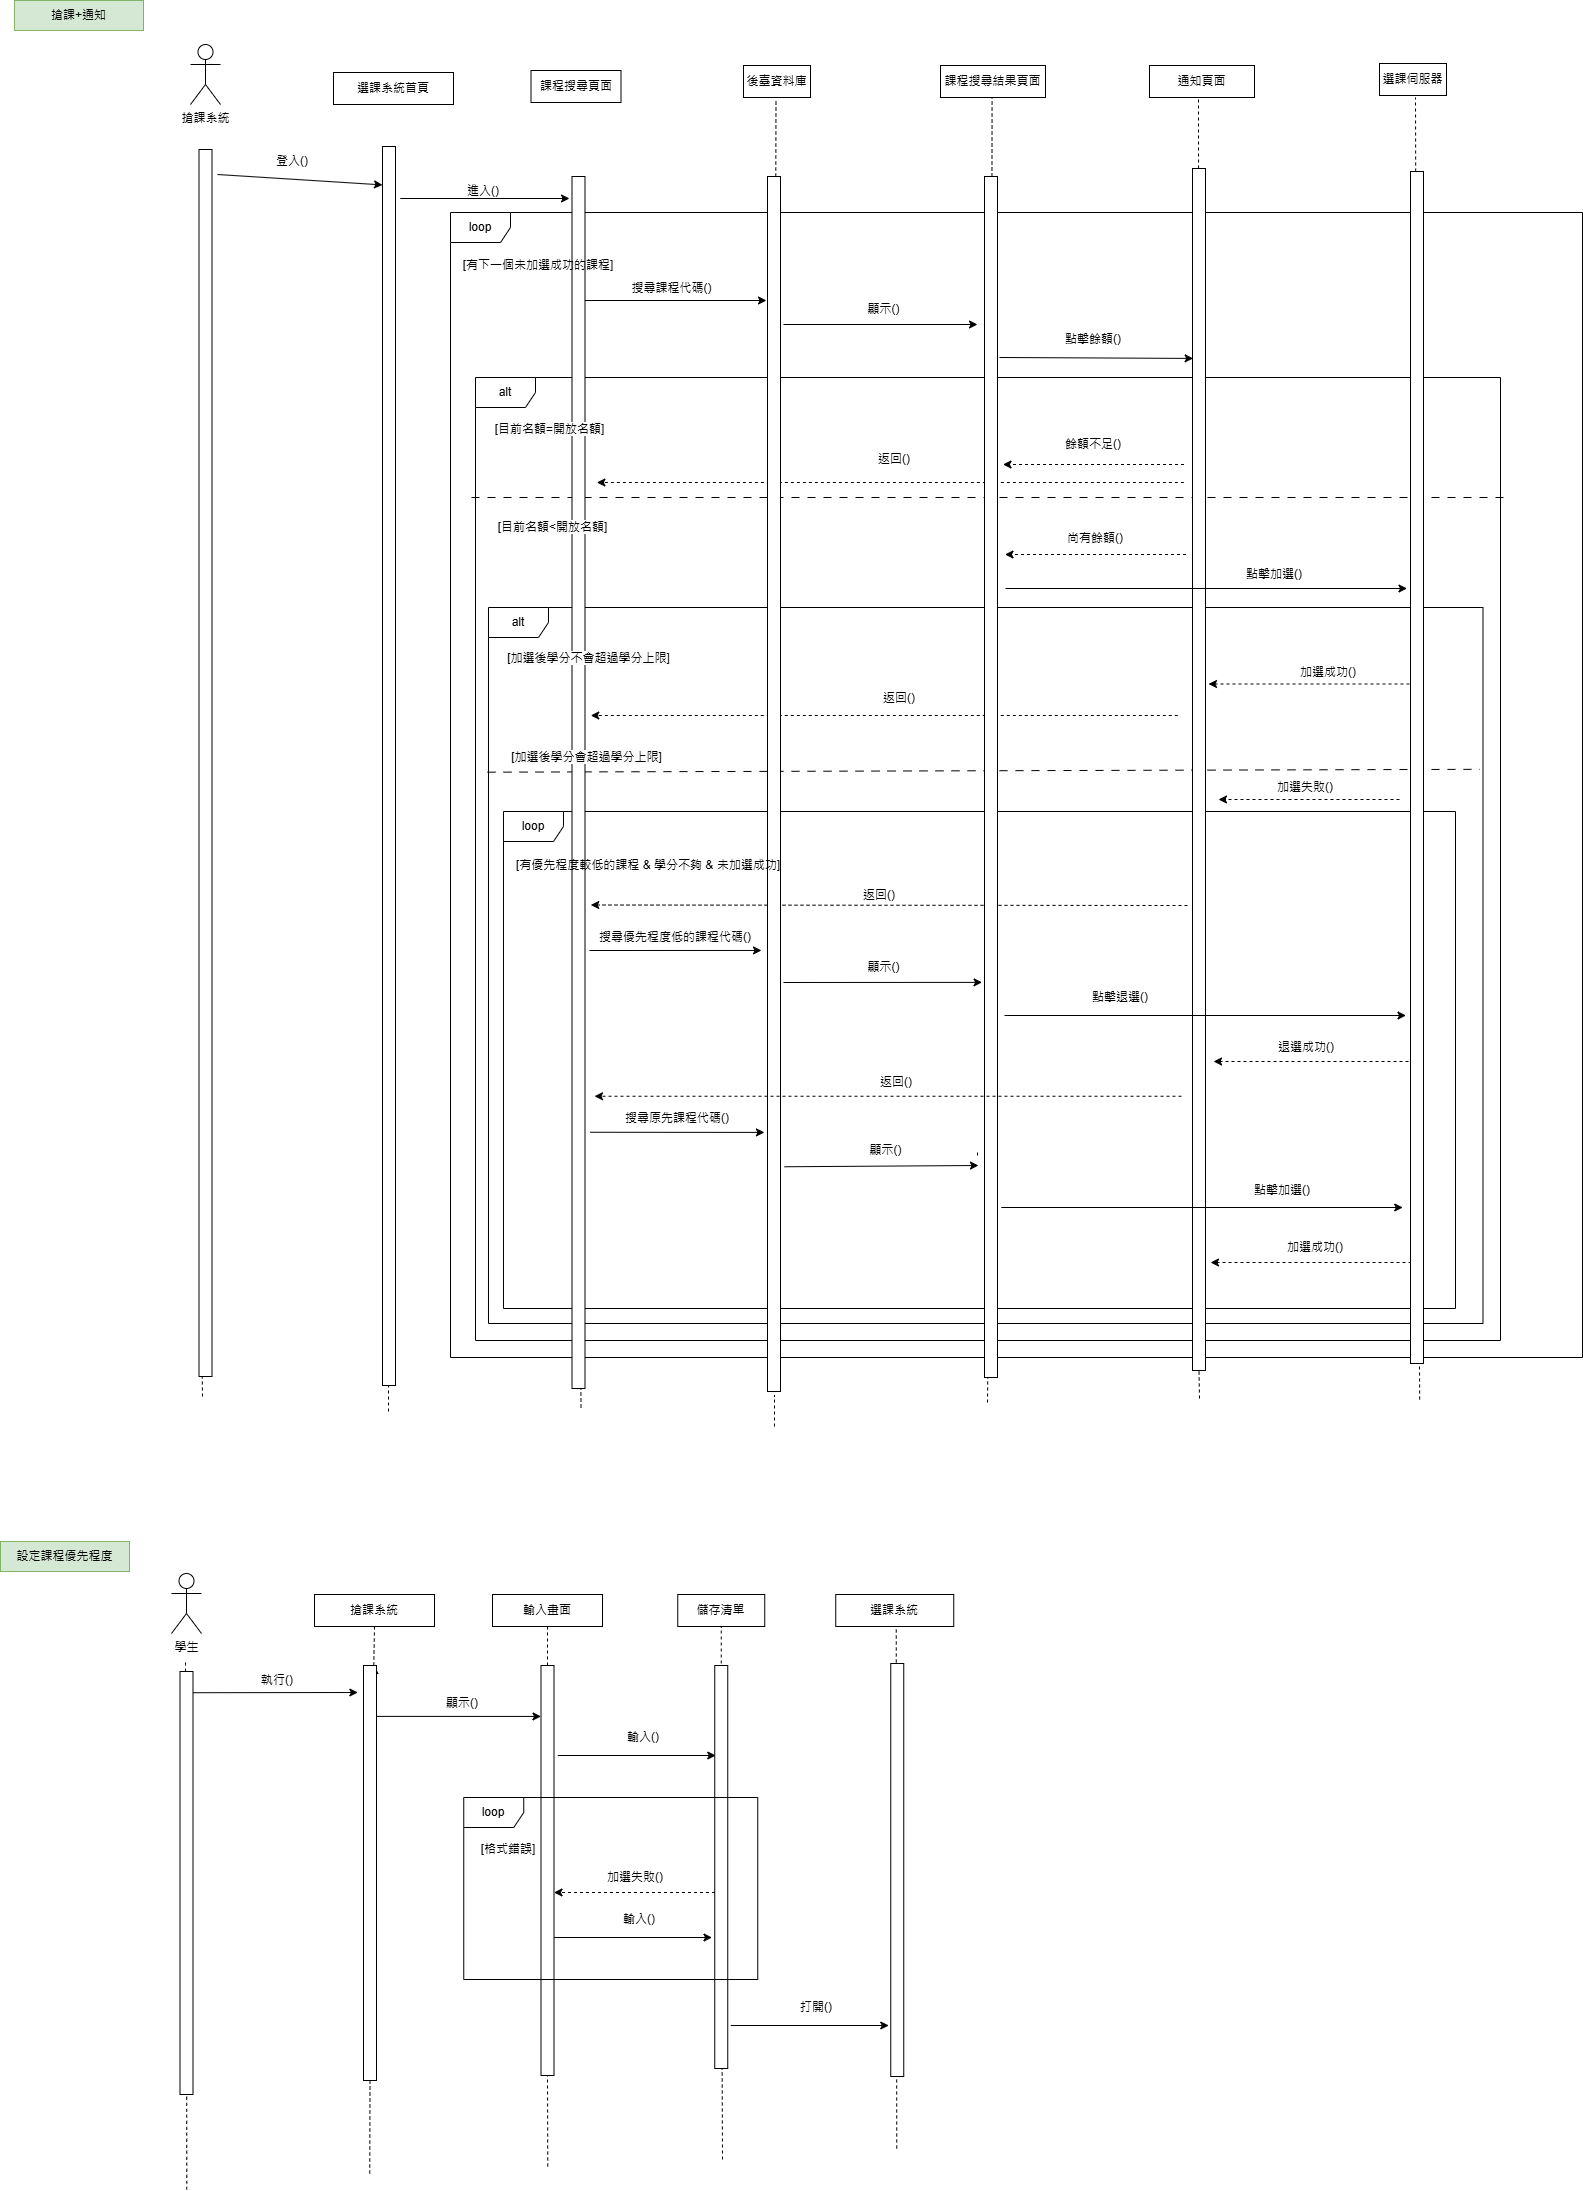 搶課+通知
搶課系統
選課系統首頁
課程搜尋頁面
後臺資料庫
課程搜尋結果頁面
通知頁面
選課伺服器
登入()
進入()
loop
[有下一個未加選成功的課程]
搜尋課程代碼()
顯示()
點擊餘額()
alt
[目前名額=開放名額]
餘額不足()
返回()
[目前名額<開放名額]
尚有餘額()
點擊加選()
alt
[加選後學分不會超過學分上限]
加選成功()
返回()
[加選後學分會超過學分上限]
加選失敗()
loop
[有優先程度較低的課程 & 學分不夠 & 未加選成功]
返回()
搜尋優先程度低的課程代碼()
顯示()
點擊退選()
退選成功()
返回()
搜尋原先課程代碼()
顯示()
點擊加選()
加選成功()
設定課程優先程度
學生
搶課系統
輸入畫面
儲存清單
選課系統
執行()
顯示()
輸入()
loop
[格式錯誤]
加選失敗()
輸入()
打開()